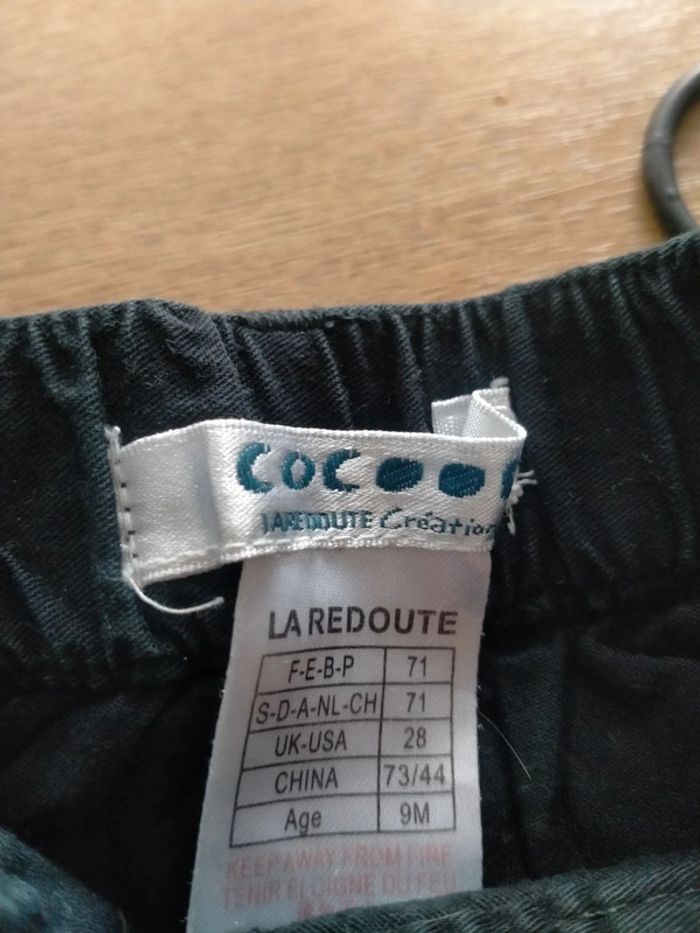 COCOO
LAREDOUTE Création
LA REDOUTE
F-E-B-P 71
S-D-A-NL-CH 71
UK-USA 28
CHINA 73/44
Age 9M
KEEP AWAY FROM FIRE
TENIR ELOIGNE DU FEU